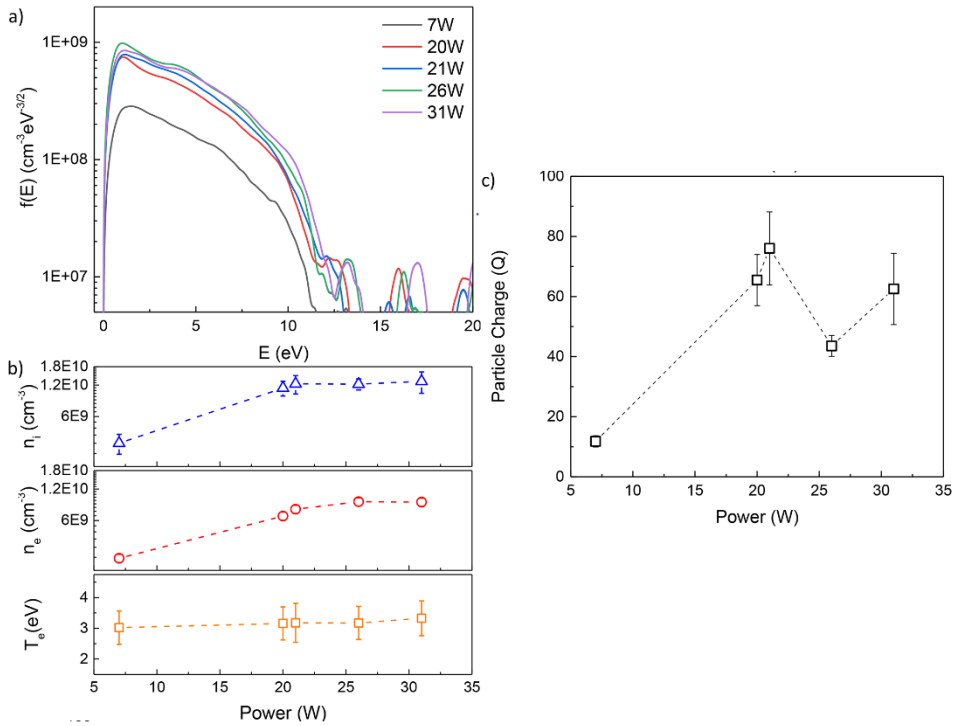 a)
7W
20W
21W
26W
31W
1E+09
1E+08
1E+07
f(E) (cm-3eV-3/2)
0 5 10 15 20
E (eV)
b)
1.8E10
1.2E10
6E9
ni (cm-3)
1.8E10
1.2E10
6E9
ne (cm-3)
4
3
2
Te(eV)
5 10 15 20 25 30 35
Power (W)
c)
100
80
60
40
20
0
Particle Charge (Q)
5 10 15 20 25 30 35
Power (W)